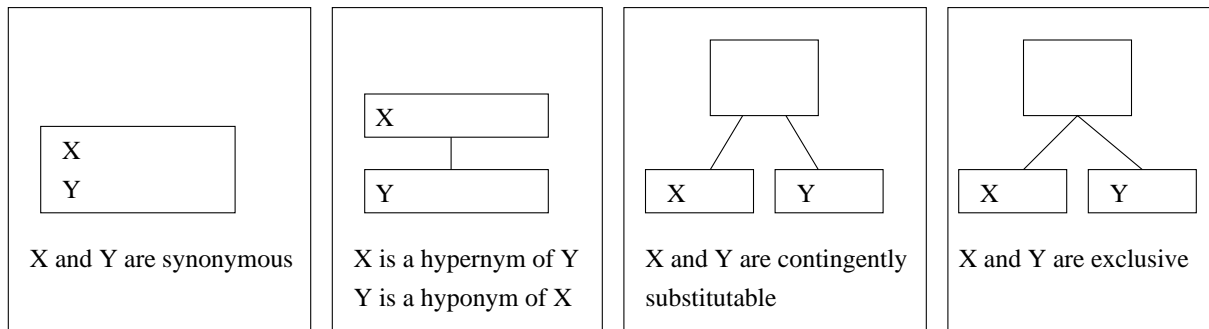 X
Y
X and Y are synonymous
X
Y
X is a hypernym of Y
Y is a hyponym of X
X
Y
X and Y are contingently
substitutable
X
Y
X and Y are exclusive